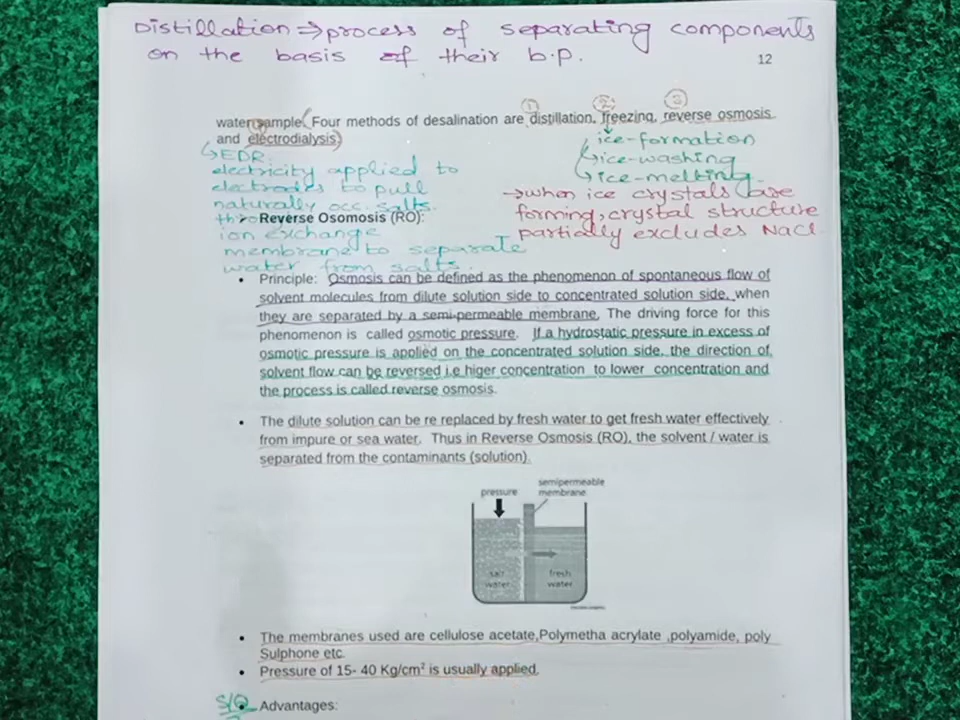 Distillation ⇒ process of separating components
on the basis of their b.p.
12
① ② ③
water sample. Four methods of desalination are distillation, freezing, reverse osmosis
and electrodialysis)
ice-formation
ice-washing
ice-melting
→ when ice crystals are
forming, crystal structure
partially excludes NaCl
EDR:
electricity applied to
electrodes to pull
naturally occ. salts
thro
ion exchange
membrane to separate
water from salts.
➢ Reverse Osomosis (RO):
• Principle: Osmosis can be defined as the phenomenon of spontaneous flow of
solvent molecules from dilute solution side to concentrated solution side, when
they are separated by a semi-permeable membrane. The driving force for this
phenomenon is called osmotic pressure. If a hydrostatic pressure in excess of
osmotic pressure is applied on the concentrated solution side, the direction of
solvent flow can be reversed i.e higer concentration to lower concentration and
the process is called reverse osmosis.
• The dilute solution can be re replaced by fresh water to get fresh water effectively
from impure or sea water. Thus in Reverse Osmosis (RO), the solvent / water is
separated from the contaminants (solution).
pressure
semipermeable
membrane
salt
water
fresh
water
• The membranes used are cellulose acetate,Polymetha acrylate ,polyamide, poly
Sulphone etc.
• Pressure of 15- 40 Kg/cm² is usually applied.
S/Q
• Advantages: